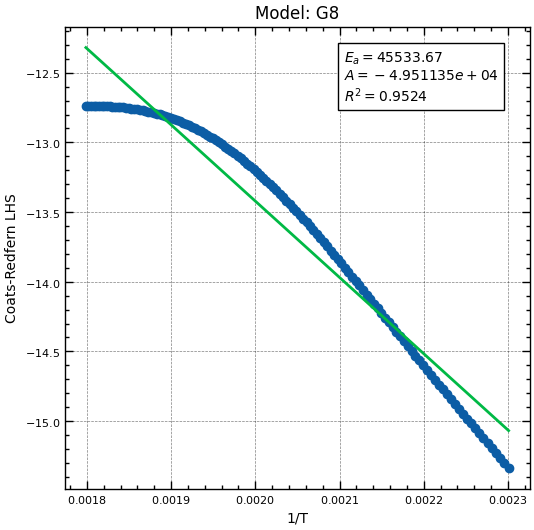 Model: G8
E_a = 45533.67
A = −4.951135e + 04
R² = 0.9524
Coats-Redfern LHS
−12.5
−13.0
−13.5
−14.0
−14.5
−15.0
0.0018 0.0019 0.0020 0.0021 0.0022 0.0023
1/T